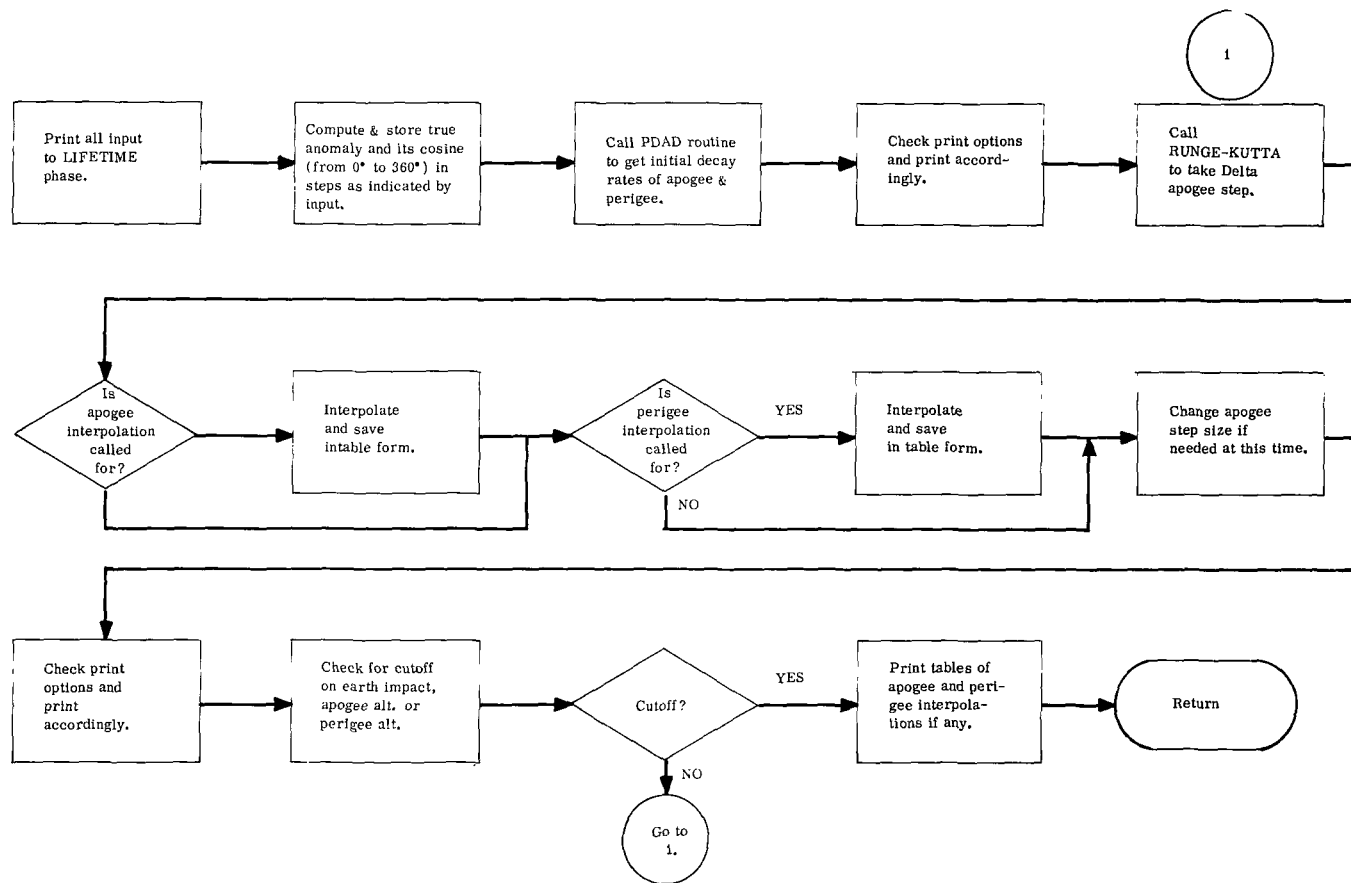 1
Print all input
to LIFETIME
phase.
Compute & store true
anomaly and its cosine
(from 0° to 360°) in
steps as indicated by
input.
Call PDAD routine
to get initial decay
rates of apogee &
perigee.
Check print options
and print accord-
ingly.
Call
RUNGE-KUTTA
to take Delta
apogee step.
Is
apogee
interpolation
called
for?
Interpolate
and save
intable form.
Is
perigee
interpolation
called
for?
YES
NO
Interpolate
and save
in table form.
Change apogee
step size if
needed at this time.
Check print
options and
print
accordingly.
Check for cutoff
on earth impact,
apogee alt. or
perigee alt.
Cutoff?
YES
NO
Go to
1.
Print tables of
apogee and peri-
gee interpola-
tions if any.
Return